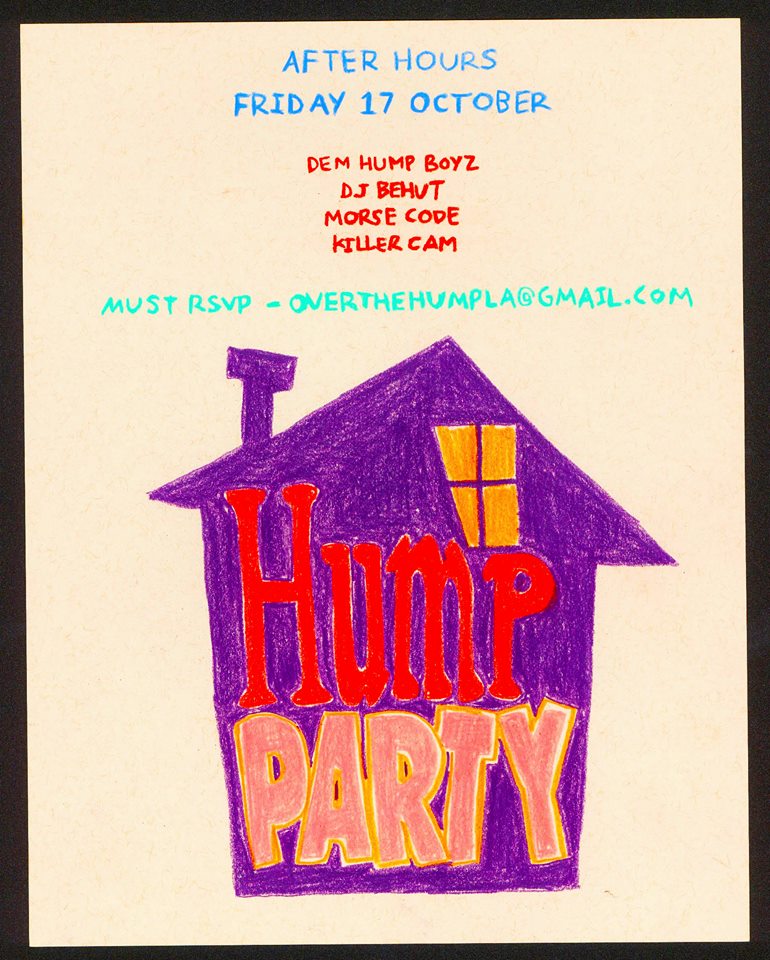 AFTER HOURS
FRIDAY 17 OCTOBER
DEM HUMP BOYZ
DJ BEHUT
MORSE CODE
KILLER CAM
MUST RSVP - OVERTHEHUMPLA@GMAIL.COM
Hump
PARTY